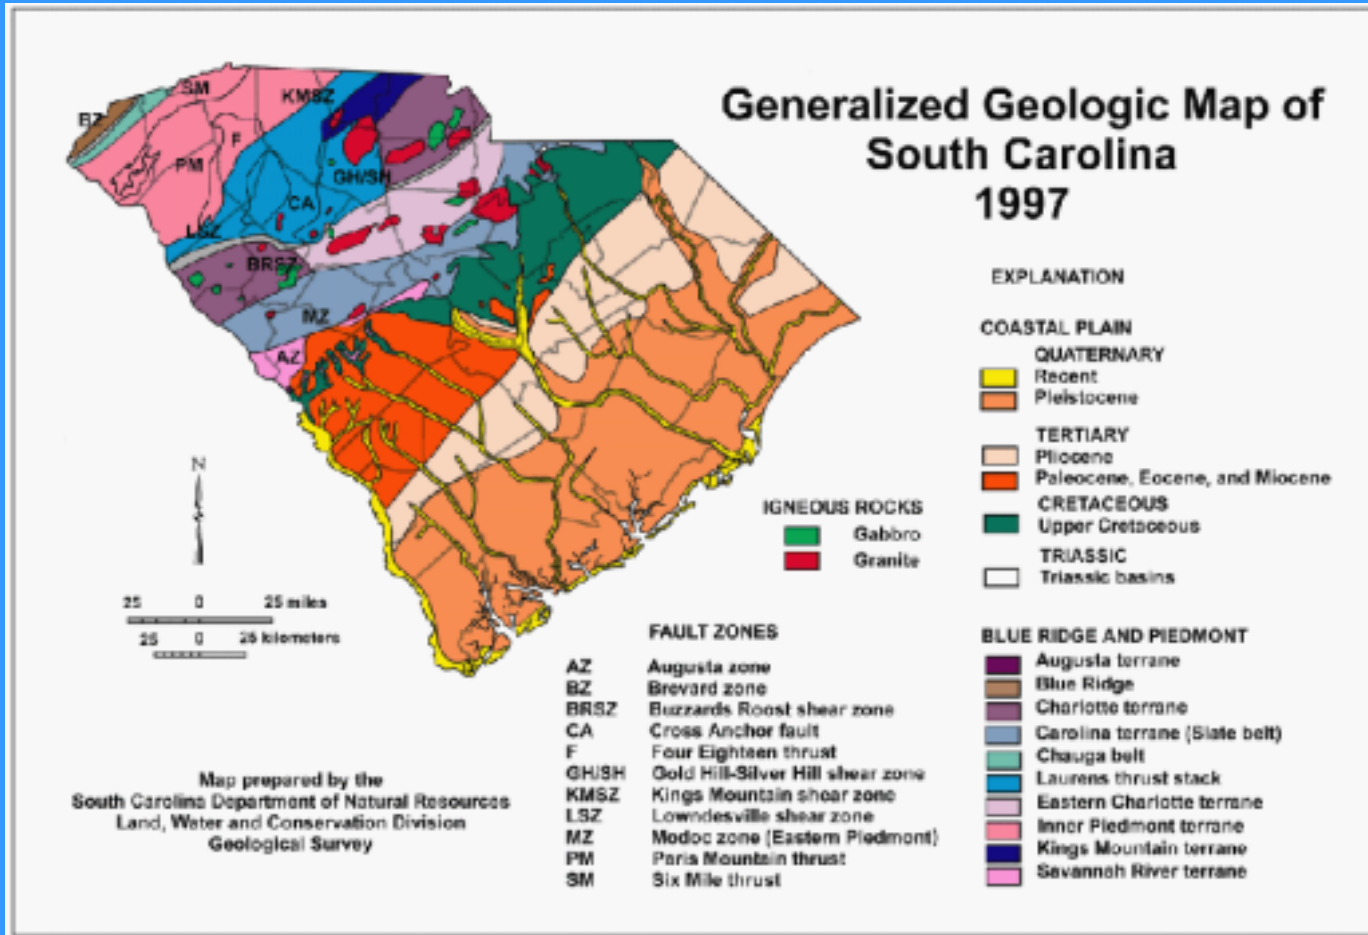 Generalized Geologic Map of
South Carolina
1997
BZ
SM
KMSZ
F
PM
GH/SH
CA
LSZ
BRSZ
MZ
AZ
N
25 0 25 miles
25 0 25 kilometers
Map prepared by the
South Carolina Department of Natural Resources
Land, Water and Conservation Division
Geological Survey
IGNEOUS ROCKS
Gabbro
Granite
FAULT ZONES
AZ Augusta zone
BZ Brevard zone
BRSZ Buzzards Roost shear zone
CA Cross Anchor fault
F Four Eighteen thrust
GH/SH Gold Hill-Silver Hill shear zone
KMSZ Kings Mountain shear zone
LSZ Lowndesville shear zone
MZ Modoc zone (Eastern Piedmont)
PM Paris Mountain thrust
SM Six Mile thrust
EXPLANATION
COASTAL PLAIN
QUATERNARY
Recent
Pleistocene
TERTIARY
Pliocene
Paleocene, Eocene, and Miocene
CRETACEOUS
Upper Cretaceous
TRIASSIC
Triassic basins
BLUE RIDGE AND PIEDMONT
Augusta terrane
Blue Ridge
Charlotte terrane
Carolina terrane (Slate belt)
Chauga belt
Laurens thrust stack
Eastern Charlotte terrane
Inner Piedmont terrane
Kings Mountain terrane
Savannah River terrane